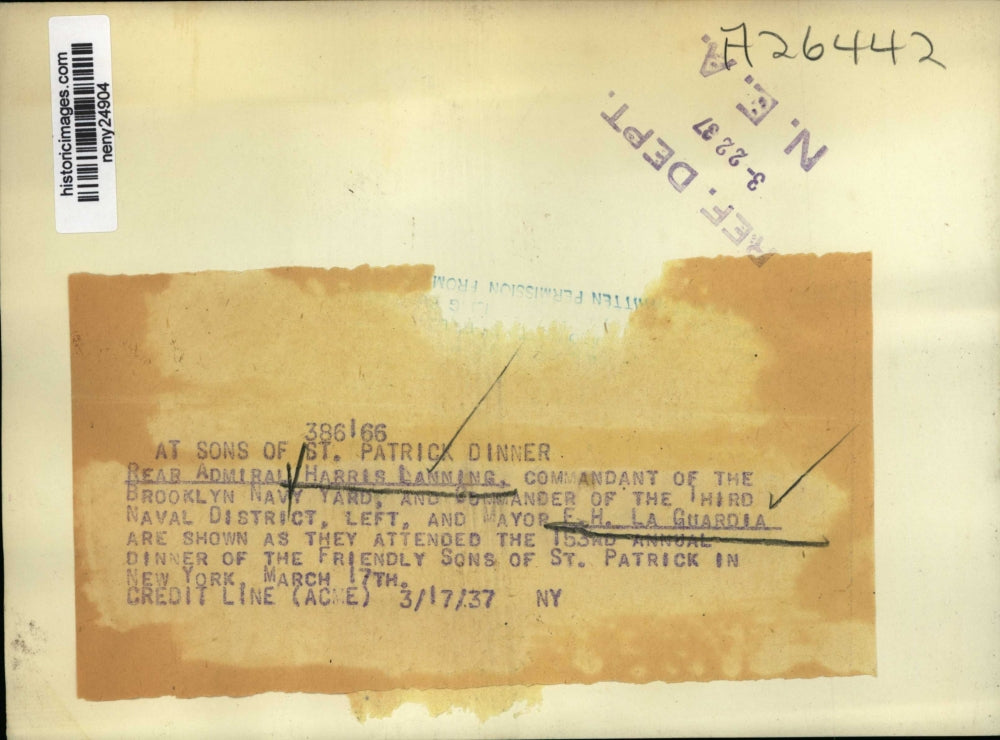 historicimages.com
neny24904
A26442
N. E. A.
3-22 37
REF. DEPT.
WRITTEN PERMISSION FROM
386166
AT SONS OF ST. PATRICK DINNER
REAR ADMIRAL HARRIS LANNING, COMMANDANT OF THE
BROOKLYN NAVY YARD, AND COMMANDER OF THE THIRD
NAVAL DISTRICT, LEFT, AND MAYOR F.H. LA GUARDIA
ARE SHOWN AS THEY ATTENDED THE 153RD ANNUAL
DINNER OF THE FRIENDLY SONS OF ST. PATRICK IN
NEW YORK, MARCH 17TH.
CREDIT LINE (ACME) 3/17/37 NY